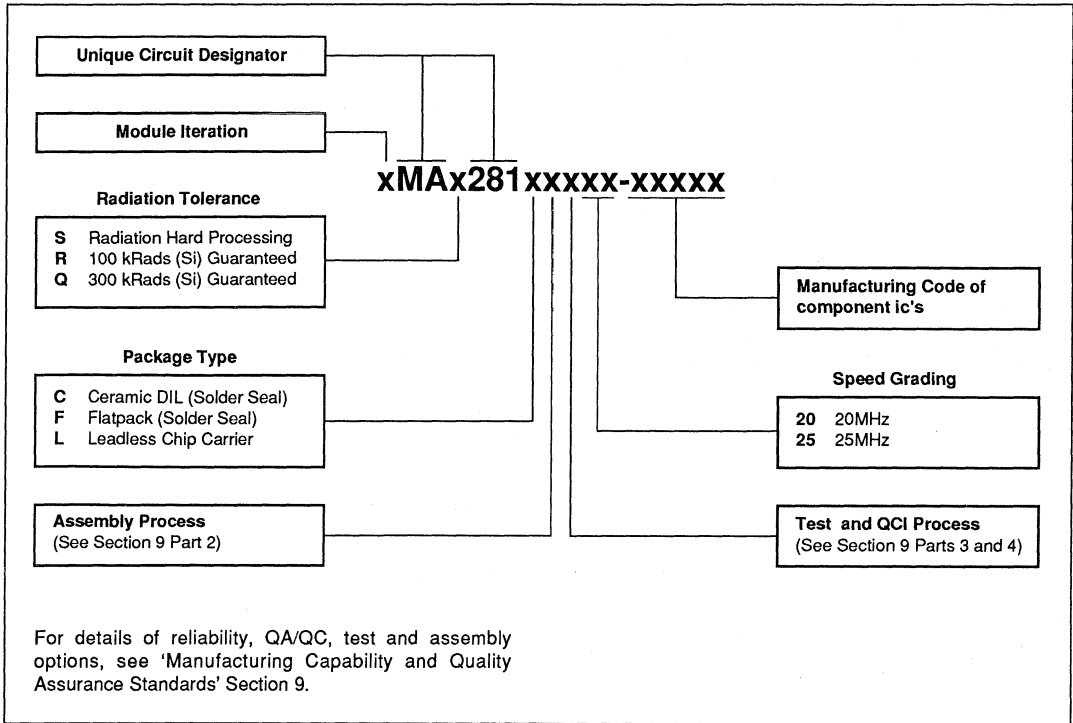 Unique Circuit Designator
Module Iteration
xMAx281xxxxx-xxxxx
Radiation Tolerance
S Radiation Hard Processing
R 100 kRads (Si) Guaranteed
Q 300 kRads (Si) Guaranteed
Manufacturing Code of
component ic's
Package Type
C Ceramic DIL (Solder Seal)
F Flatpack (Solder Seal)
L Leadless Chip Carrier
Speed Grading
20 20MHz
25 25MHz
Assembly Process
(See Section 9 Part 2)
Test and QCI Process
(See Section 9 Parts 3 and 4)
For details of reliability, QA/QC, test and assembly
options, see 'Manufacturing Capability and Quality
Assurance Standards' Section 9.